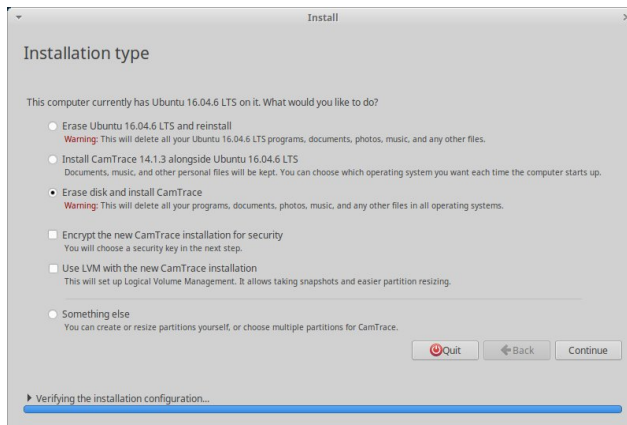 Install
Installation type
This computer currently has Ubuntu 16.04.6 LTS on it. What would you like to do?
Erase Ubuntu 16.04.6 LTS and reinstall
Warning: This will delete all your Ubuntu 16.04.6 LTS programs, documents, photos, music, and any other files.
Install CamTrace 14.1.3 alongside Ubuntu 16.04.6 LTS
Documents, music, and other personal files will be kept. You can choose which operating system you want each time the computer starts up.
Erase disk and install CamTrace
Warning: This will delete all your programs, documents, photos, music, and any other files in all operating systems.
Encrypt the new CamTrace installation for security
You will choose a security key in the next step.
Use LVM with the new CamTrace installation
This will set up Logical Volume Management. It allows taking snapshots and easier partition resizing.
Something else
You can create or resize partitions yourself, or choose multiple partitions for CamTrace.
Quit Back Continue
Verifying the installation configuration...